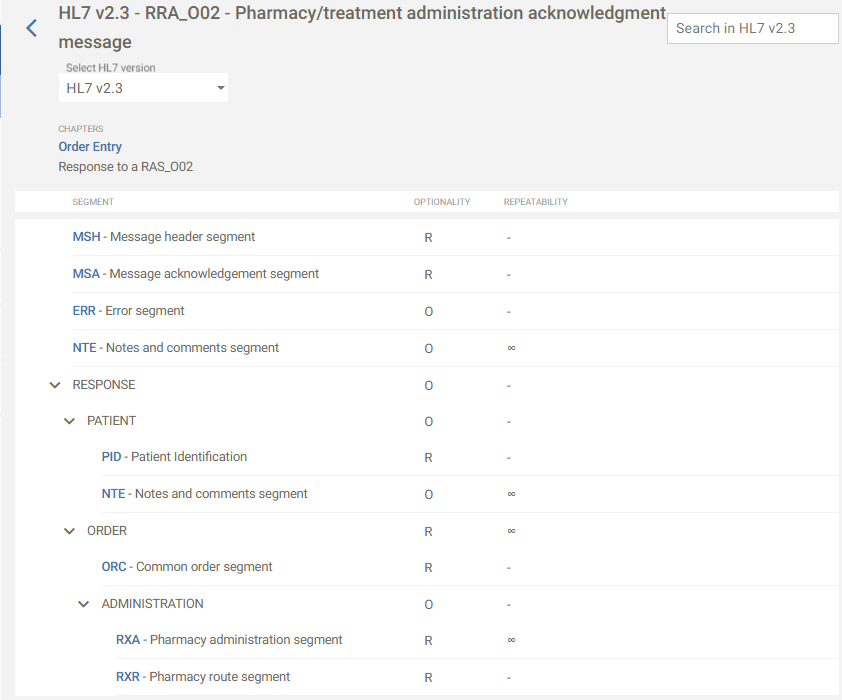 HL7 v2.3 - RRA_O02 - Pharmacy/treatment administration acknowledgment
message
Search in HL7 v2.3
Select HL7 version
HL7 v2.3
CHAPTERS
Order Entry
Response to a RAS_O02
SEGMENT OPTIONALITY REPEATABILITY
MSH - Message header segment R -
MSA - Message acknowledgement segment R -
ERR - Error segment O -
NTE - Notes and comments segment O ∞
RESPONSE O -
PATIENT O -
PID - Patient Identification R -
NTE - Notes and comments segment O ∞
ORDER R ∞
ORC - Common order segment R -
ADMINISTRATION O -
RXA - Pharmacy administration segment R ∞
RXR - Pharmacy route segment R -